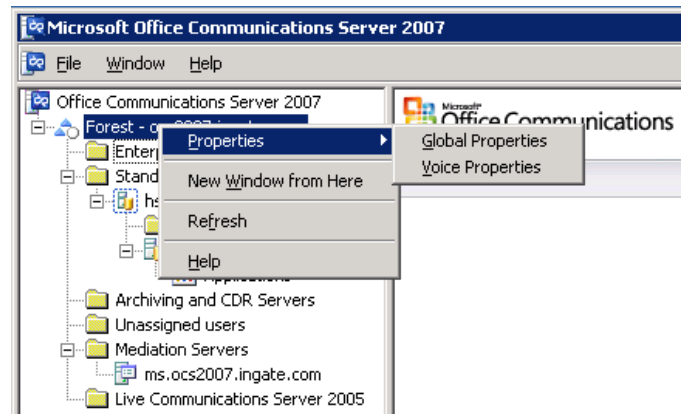 Microsoft Office Communications Server 2007
File Window Help
Office Communications Server 2007
Microsoft
Office Communications
Forest -
Properties
Global Properties
Voice Properties
New Window from Here
Refresh
Help
Applications
Archiving and CDR Servers
Unassigned users
Mediation Servers
ms.ocs2007.ingate.com
Live Communications Server 2005